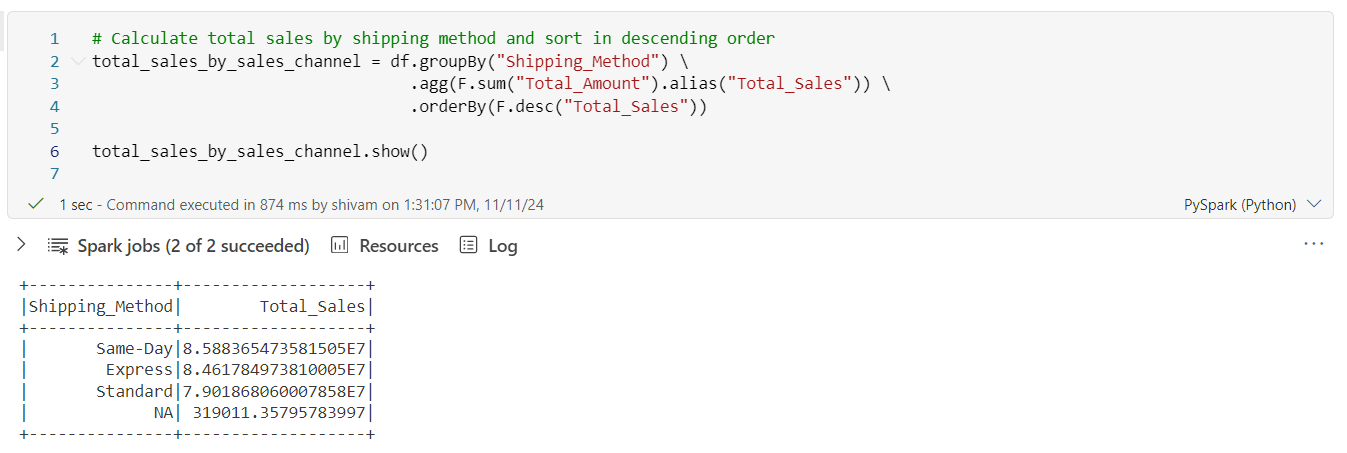 1 # Calculate total sales by shipping method and sort in descending order
2 total_sales_by_sales_channel = df.groupBy("Shipping_Method") \
3 .agg(F.sum("Total_Amount").alias("Total_Sales")) \
4 .orderBy(F.desc("Total_Sales"))
5
6 total_sales_by_sales_channel.show()
7
1 sec - Command executed in 874 ms by shivam on 1:31:07 PM, 11/11/24 PySpark (Python)
Spark jobs (2 of 2 succeeded) Resources Log
+---------------+-------------------+
|Shipping_Method|        Total_Sales|
+---------------+-------------------+
|       Same-Day|8.588365473581505E7|
|        Express|8.461784973810005E7|
|       Standard|7.901868060007858E7|
|             NA| 319011.35795783997|
+---------------+-------------------+